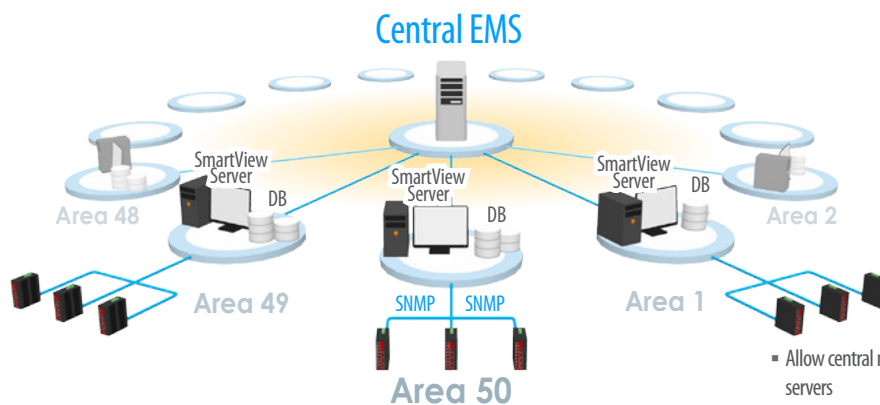 Central EMS
SmartView
Server
DB
Area 48
SmartView
Server
DB
SmartView
Server
DB
Area 2
Area 49
SNMP
SNMP
Area 1
Area 50
▪ Allow central
servers